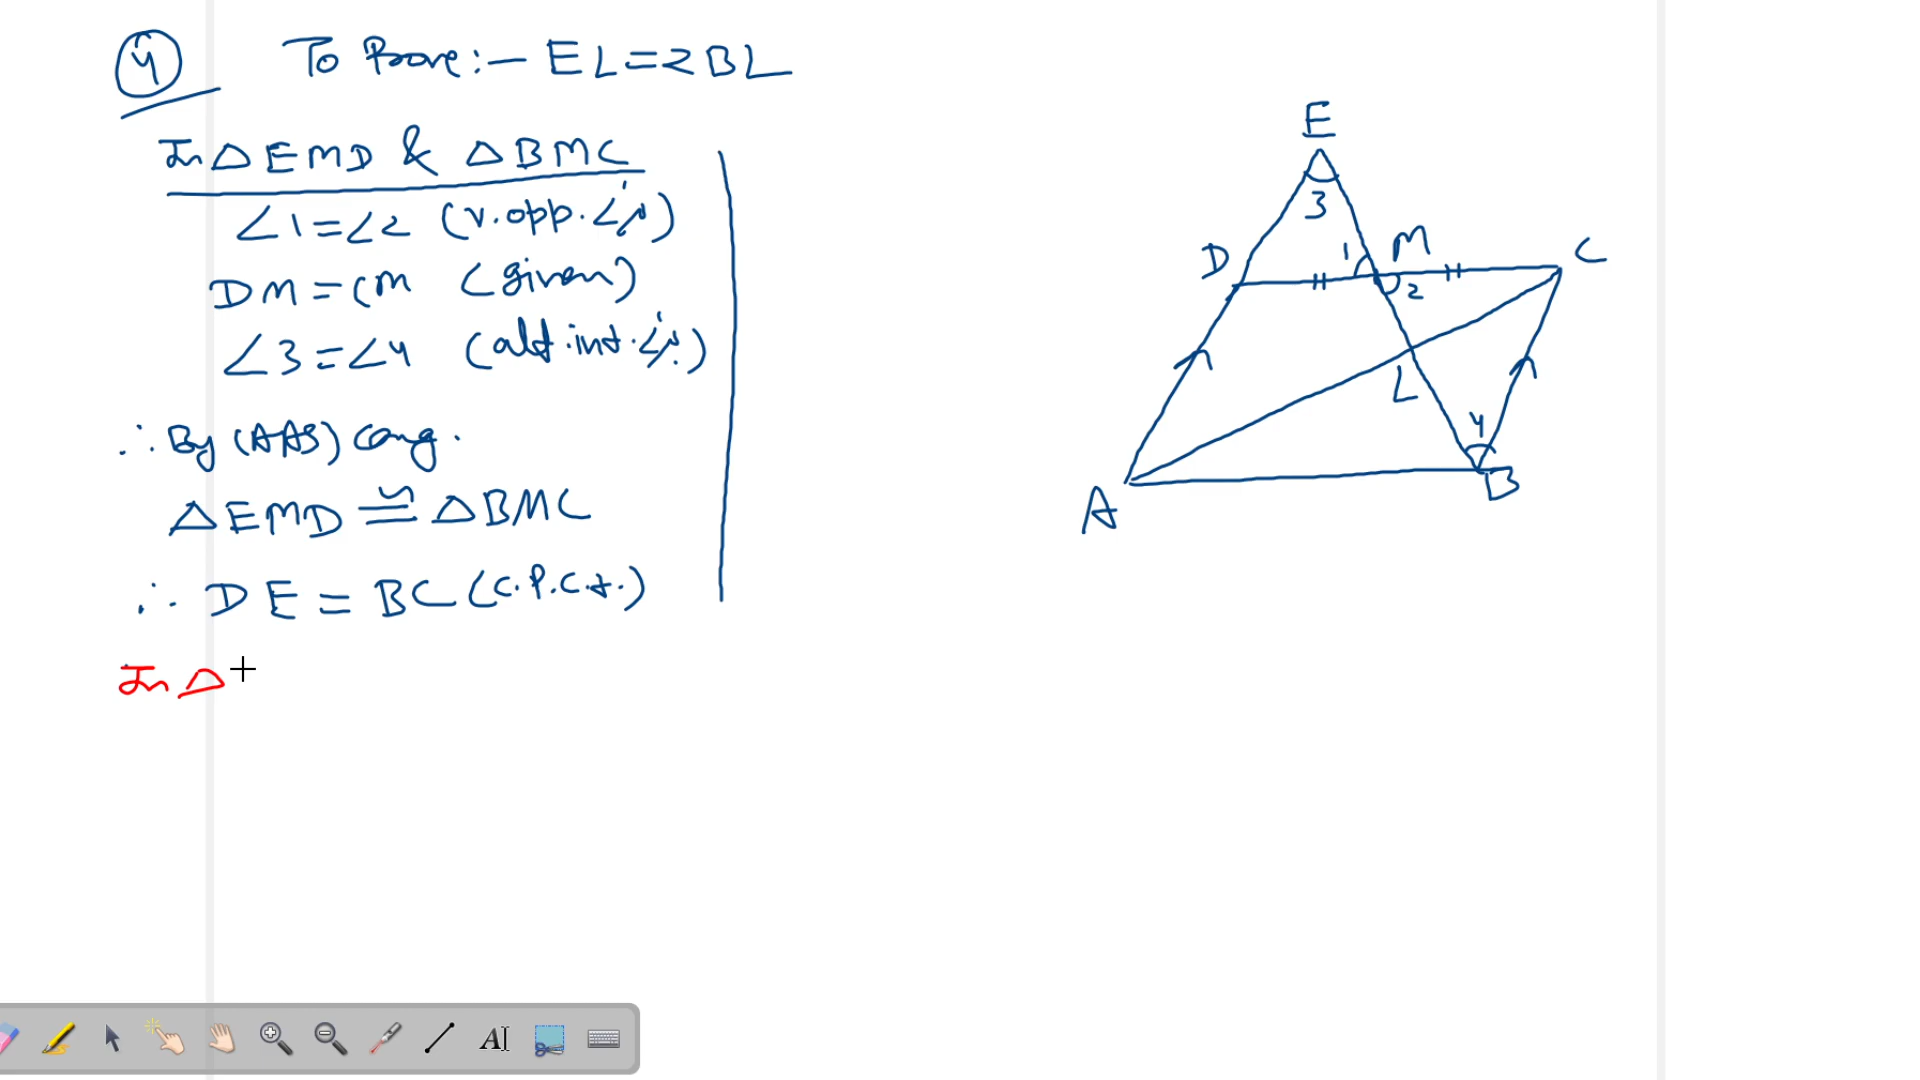 4 To Prove:- EL=2BL
In △EMD & △BMC
∠1=∠2 (v.opp.∠'s)
DM=CM (given)
∠3=∠4 (alt.int.∠'s.)
∴ By (AAS) cong.
△EMD ≅ △BMC
∴ DE = BC (C.P.C.t.)
In △
E
3
D 1 M C
2
L
4
A B
AI